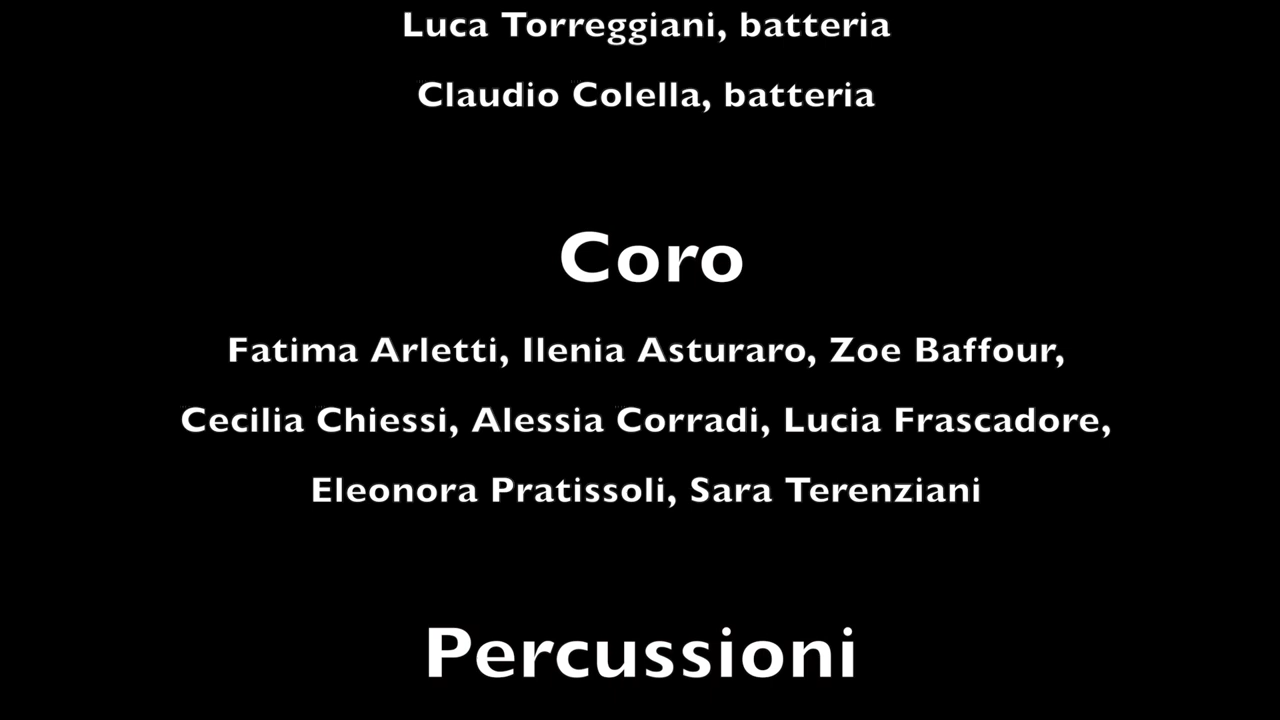 Luca Torreggiani, batteria
Claudio Colella, batteria
Coro
Fatima Arletti, Ilenia Asturaro, Zoe Baffour,
Cecilia Chiessi, Alessia Corradi, Lucia Frascadore,
Eleonora Pratissoli, Sara Terenziani
Percussioni